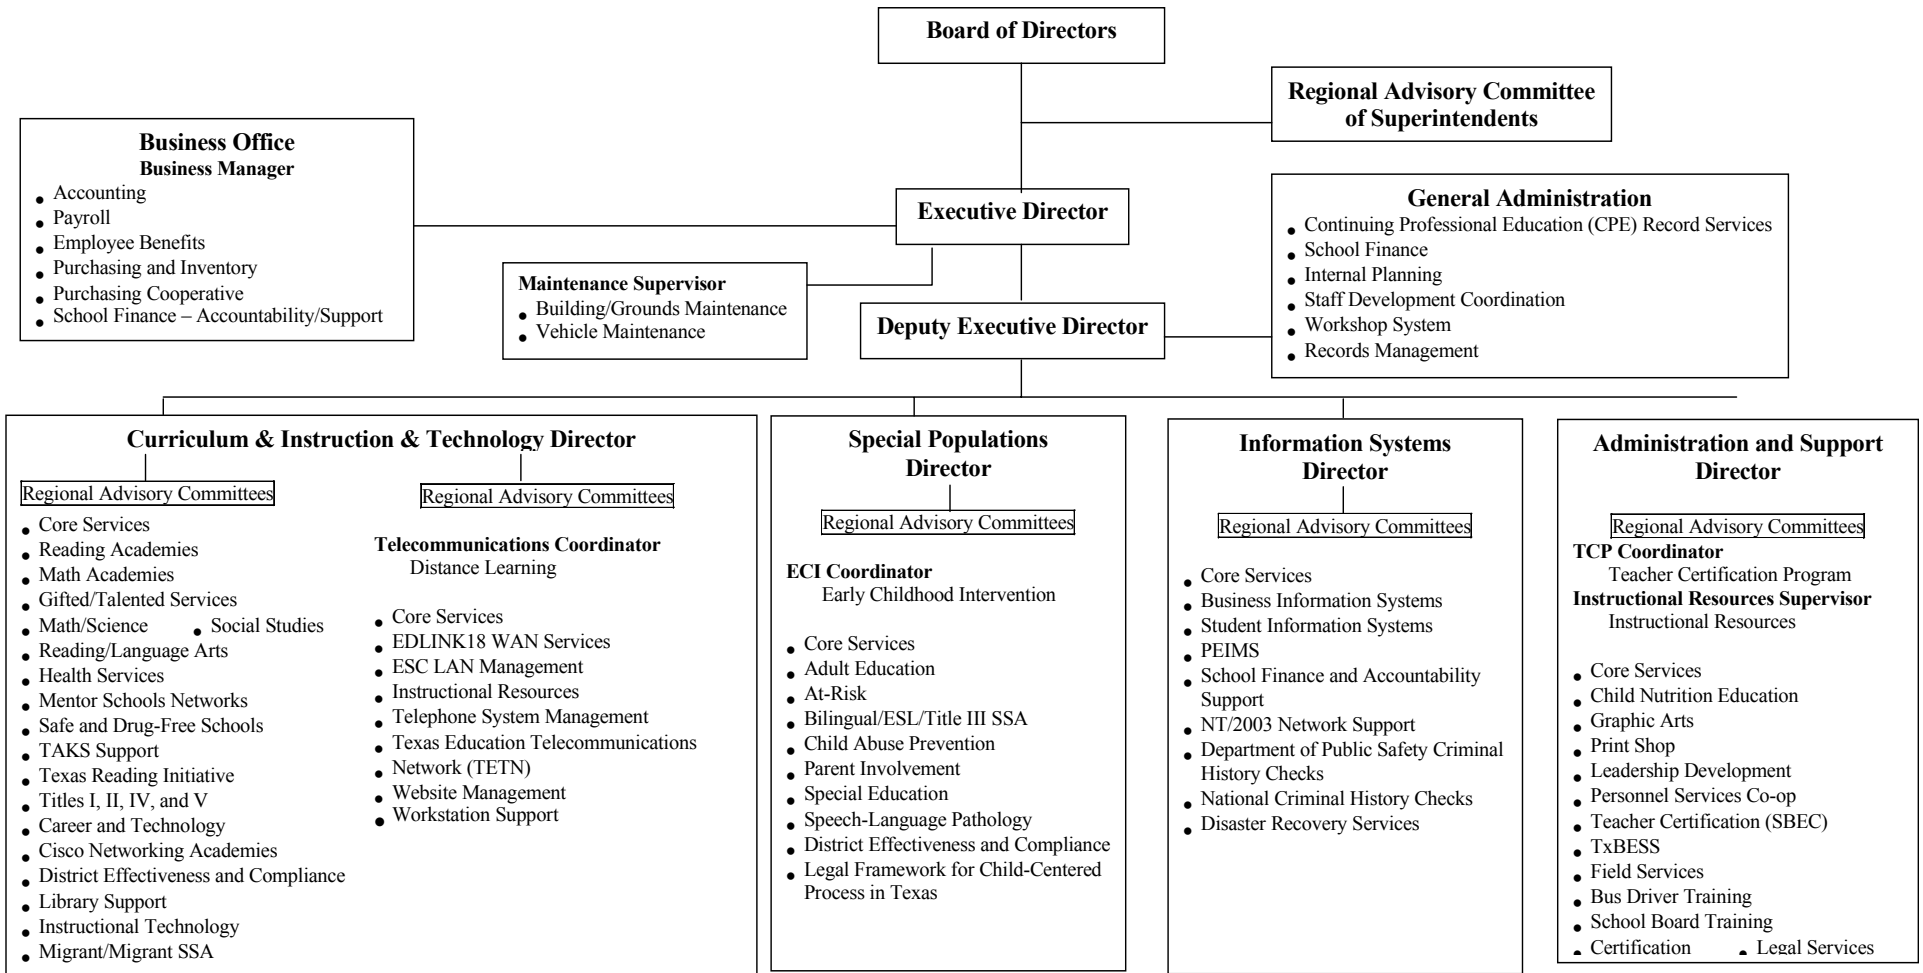 Board of Directors
Regional Advisory Committee
of Superintendents
Business Office
Business Manager
• Accounting
• Payroll
• Employee Benefits
• Purchasing and Inventory
• Purchasing Cooperative
• School Finance – Accountability/Support
Executive Director
General Administration
• Continuing Professional Education (CPE) Record Services
• School Finance
• Internal Planning
• Staff Development Coordination
• Workshop System
• Records Management
Maintenance Supervisor
• Building/Grounds Maintenance
• Vehicle Maintenance
Deputy Executive Director
Curriculum & Instruction & Technology Director
Regional Advisory Committees
• Core Services
• Reading Academies
• Math Academies
• Gifted/Talented Services
• Math/Science • Social Studies
• Reading/Language Arts
• Health Services
• Mentor Schools Networks
• Safe and Drug-Free Schools
• TAKS Support
• Texas Reading Initiative
• Titles I, II, IV, and V
• Career and Technology
• Cisco Networking Academies
• District Effectiveness and Compliance
• Library Support
• Instructional Technology
• Migrant/Migrant SSA
Regional Advisory Committees
Telecommunications Coordinator
Distance Learning
• Core Services
• EDLINK18 WAN Services
• ESC LAN Management
• Instructional Resources
• Telephone System Management
• Texas Education Telecommunications
• Network (TETN)
• Website Management
• Workstation Support
Special Populations
Director
Regional Advisory Committees
ECI Coordinator
Early Childhood Intervention
• Core Services
• Adult Education
• At-Risk
• Bilingual/ESL/Title III SSA
• Child Abuse Prevention
• Parent Involvement
• Special Education
• Speech-Language Pathology
• District Effectiveness and Compliance
• Legal Framework for Child-Centered
Process in Texas
Information Systems
Director
Regional Advisory Committees
• Core Services
• Business Information Systems
• Student Information Systems
• PEIMS
• School Finance and Accountability
Support
• NT/2003 Network Support
• Department of Public Safety Criminal
History Checks
• National Criminal History Checks
• Disaster Recovery Services
Administration and Support
Director
Regional Advisory Committees
TCP Coordinator
Teacher Certification Program
Instructional Resources Supervisor
Instructional Resources
• Core Services
• Child Nutrition Education
• Graphic Arts
• Print Shop
• Leadership Development
• Personnel Services Co-op
• Teacher Certification (SBEC)
• TxBESS
• Field Services
• Bus Driver Training
• School Board Training
• Certification • Legal Services